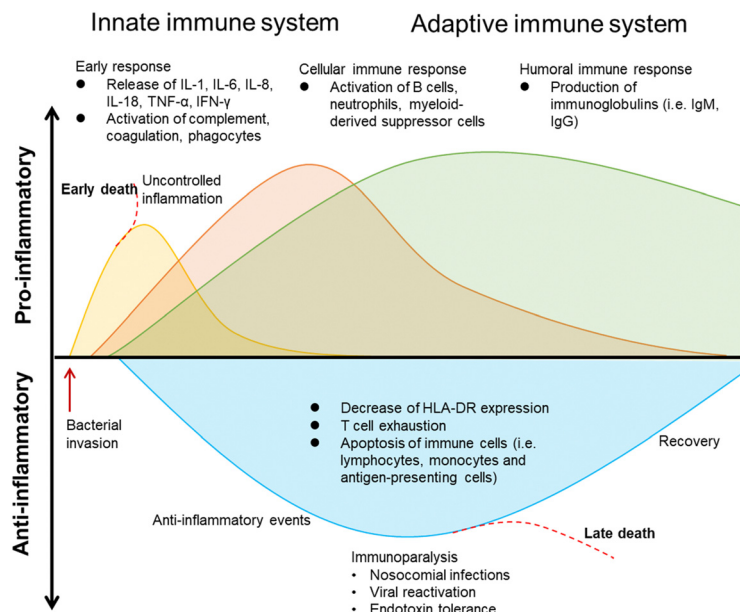 Innate immune system
Adaptive immune system
Early response
● Release of IL-1, IL-6, IL-8,
IL-18, TNF-α, IFN-γ
● Activation of complement,
coagulation, phagocytes
Cellular immune response
● Activation of B cells,
neutrophils, myeloid-
derived suppressor cells
Humoral immune response
● Production of
immunoglobulins (i.e. IgM,
IgG)
Pro-inflammatory
Early death
Uncontrolled
inflammation
Anti-inflammatory
Bacterial
invasion
● Decrease of HLA-DR expression
● T cell exhaustion
● Apoptosis of immune cells (i.e.
lymphocytes, monocytes and
antigen-presenting cells)
Recovery
Anti-inflammatory events
Late death
Immunoparalysis
• Nosocomial infections
• Viral reactivation
• Endotoxin tolerance